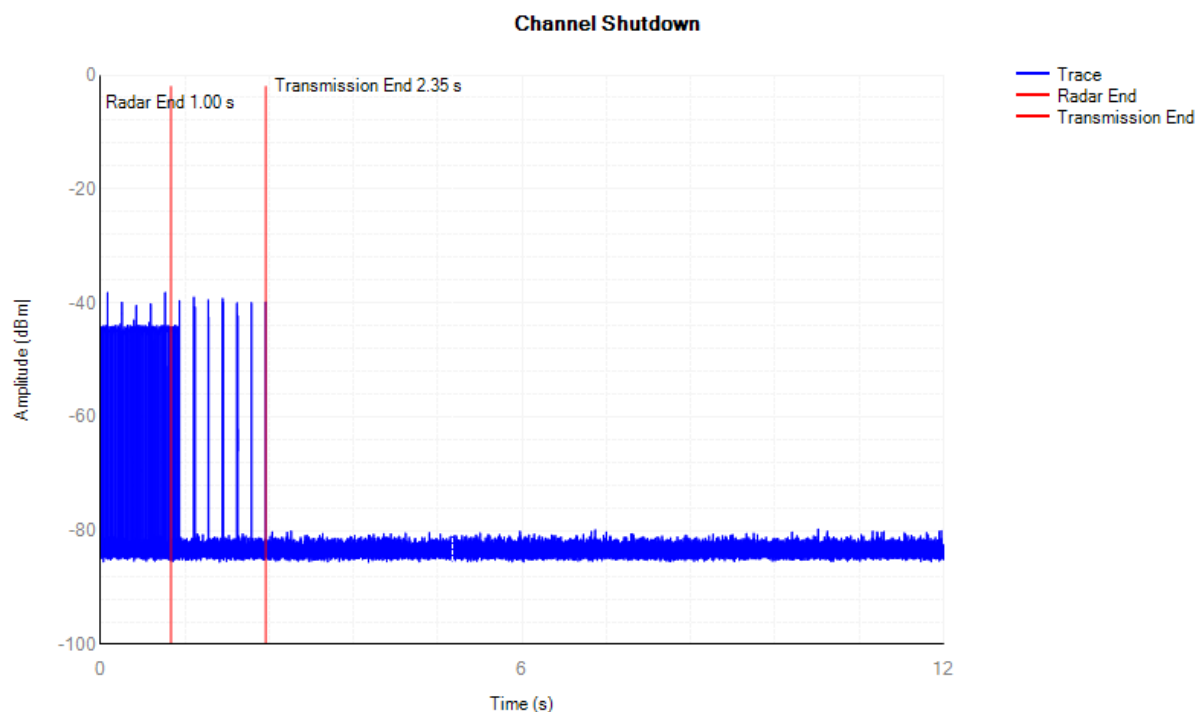 Channel Shutdown
Transmission End 2.35 s
Radar End 1.00 s
Trace
Radar End
Transmission End
0
-20
-40
-60
-80
-100
Amplitude (dBm|
0
6
12
Time (s)